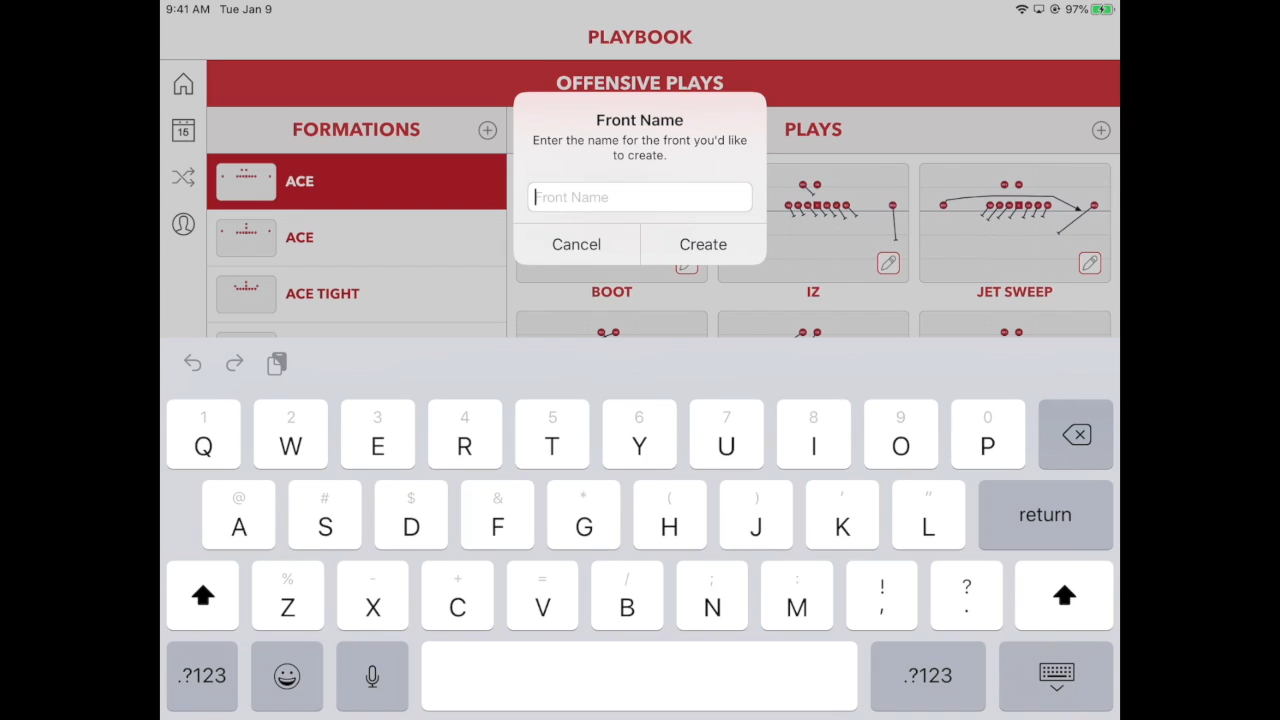 9:41 AM Tue Jan 9
97%
PLAYBOOK
OFFENSIVE PLAYS
15
FORMATIONS
PLAYS
Front Name
Enter the name for the front you'd like
to create.
Front Name
Cancel
Create
ACE
ACE
ACE TIGHT
BOOT
IZ
JET SWEEP
1 2 3 4 5 6 7 8 9 0
Q W E R T Y U I O P
@ # $ & * ( ) ' "
A S D F G H J K L return
% - + = / ; : ! ?
Z X C V B N M , .
.?123
.?123